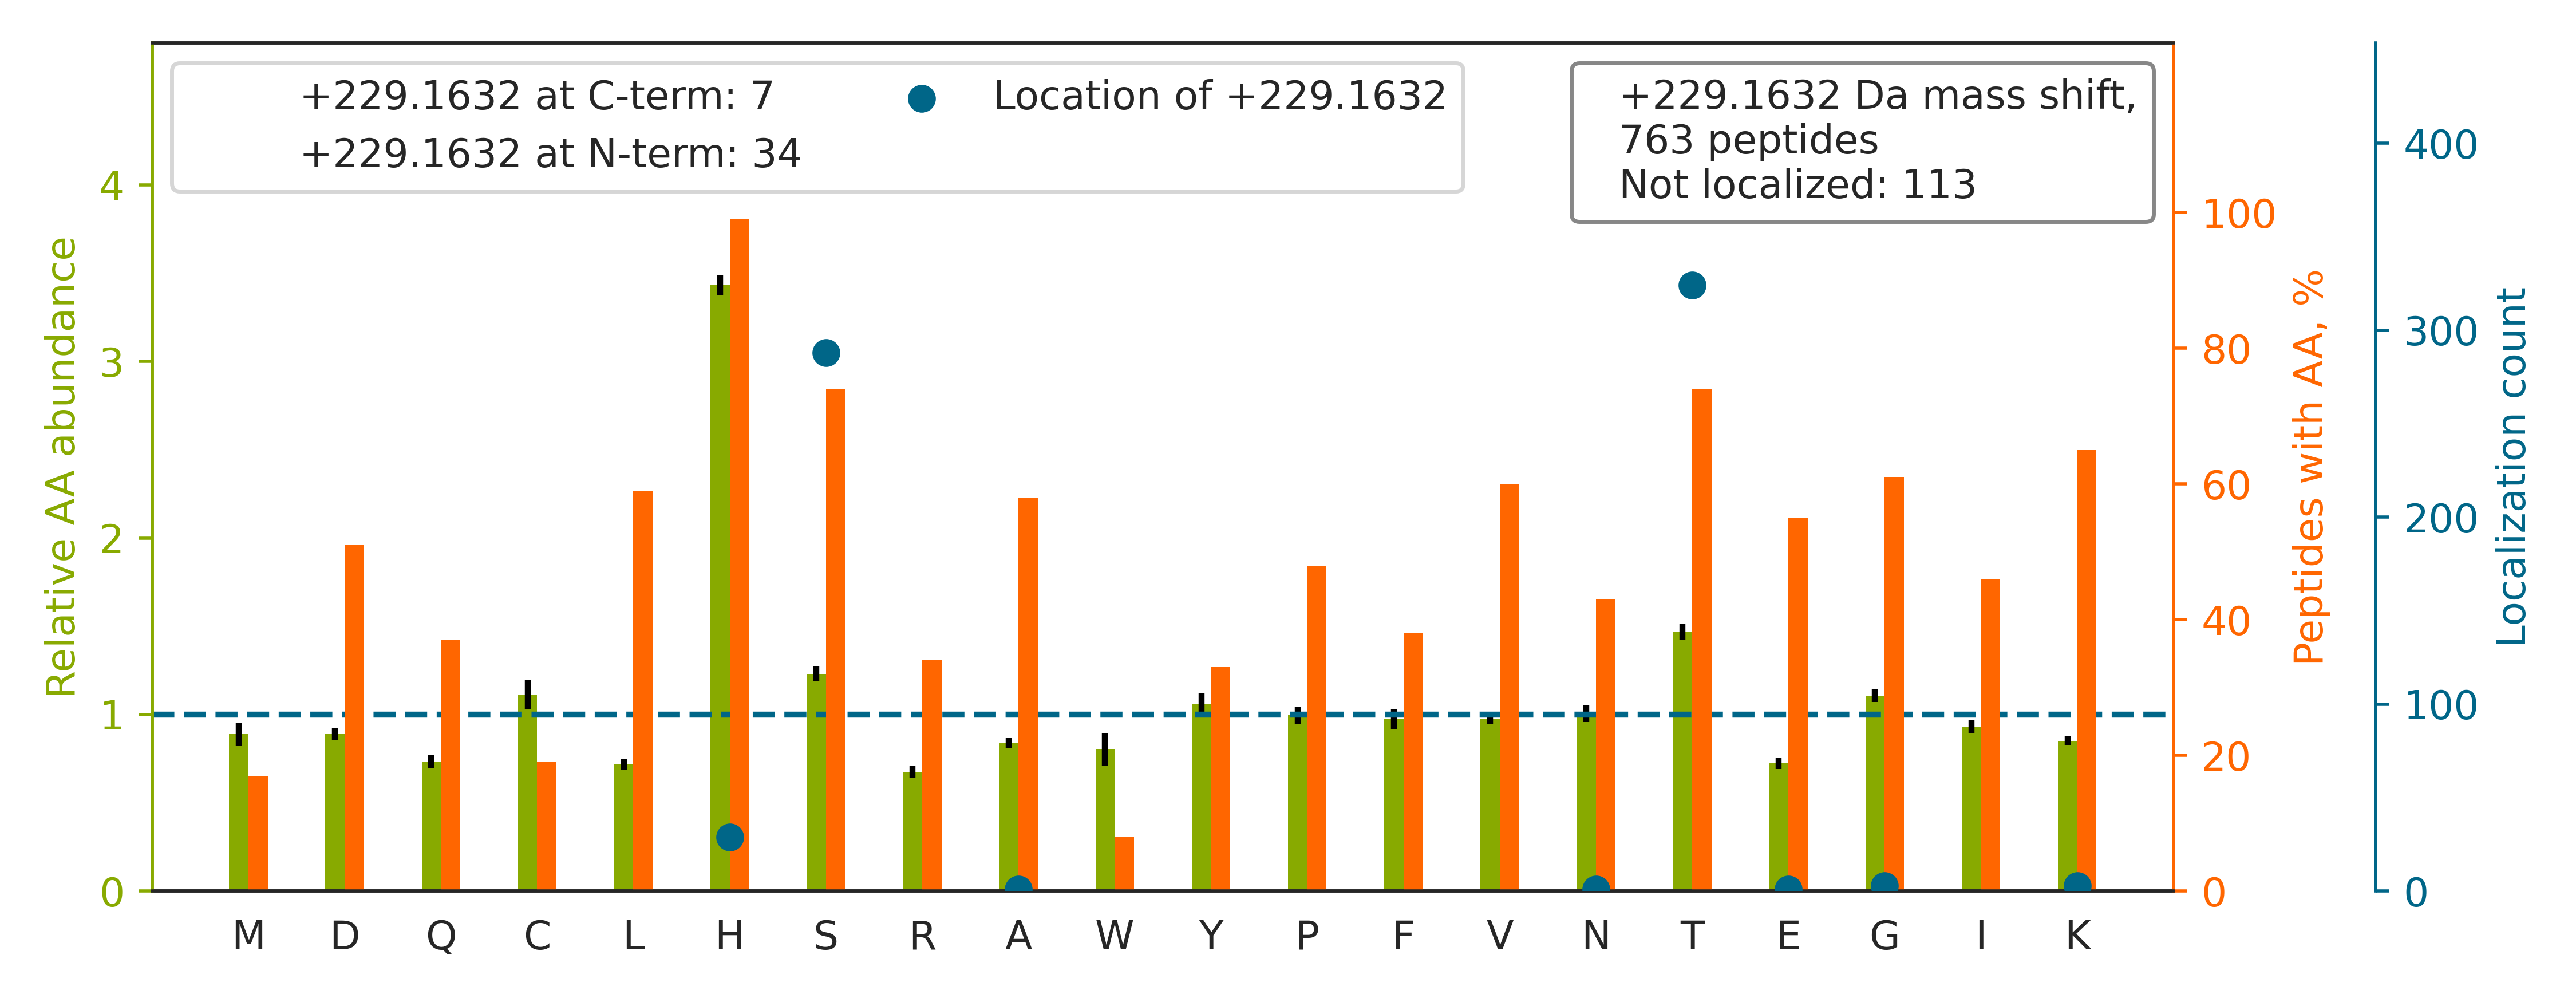 +229.1632 at C-term: 7
+229.1632 at N-term: 34
Location of +229.1632
+229.1632 Da mass shift,
763 peptides
Not localized: 113
Relative AA abundance
4
3
2
1
0
M D Q C L H S R A W Y P F V N T E G I K
100
80
60
40
20
0
Peptides with AA, %
400
300
200
100
0
Localization count